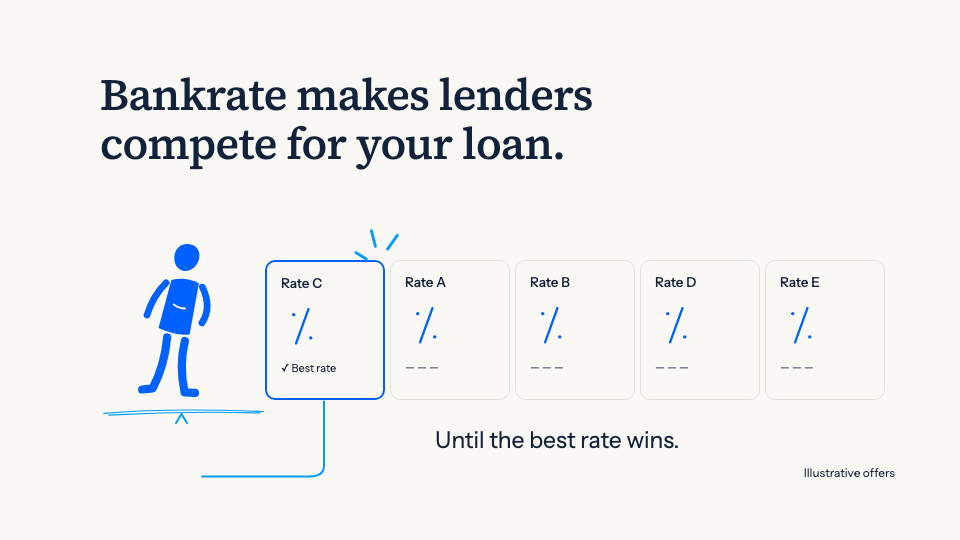 Bankrate makes lenders
compete for your loan.
Rate C
Rate A
Rate B
Rate D
Rate E
✓ Best rate
Until the best rate wins.
Illustrative offers